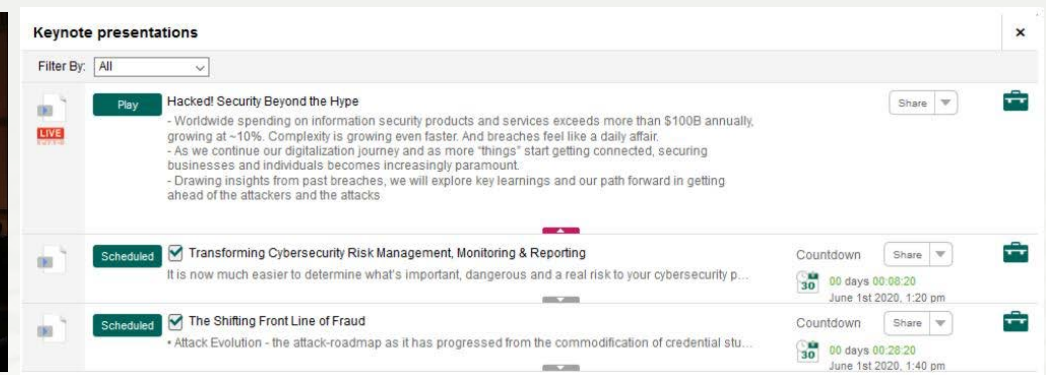 Keynote presentations
×
Filter By: All
Play Hacked! Security Beyond the Hype Share
LIVE
- Worldwide spending on information security products and services exceeds more than $100B annually,
growing at ~10%. Complexity is growing even faster. And breaches feel like a daily affair.
- As we continue our digitalization journey and as more "things" start getting connected, securing
businesses and individuals becomes increasingly paramount.
- Drawing insights from past breaches, we will explore key learnings and our path forward in getting
ahead of the attackers and the attacks
Scheduled Transforming Cybersecurity Risk Management, Monitoring & Reporting Countdown Share
It is now much easier to determine what's important, dangerous and a real risk to your cybersecurity p...
30 00 days 00:08:20
June 1st 2020, 1:20 pm
Scheduled The Shifting Front Line of Fraud Countdown Share
• Attack Evolution - the attack-roadmap as it has progressed from the commodification of credential stu...
30 00 days 00:28:20
June 1st 2020, 1:40 pm